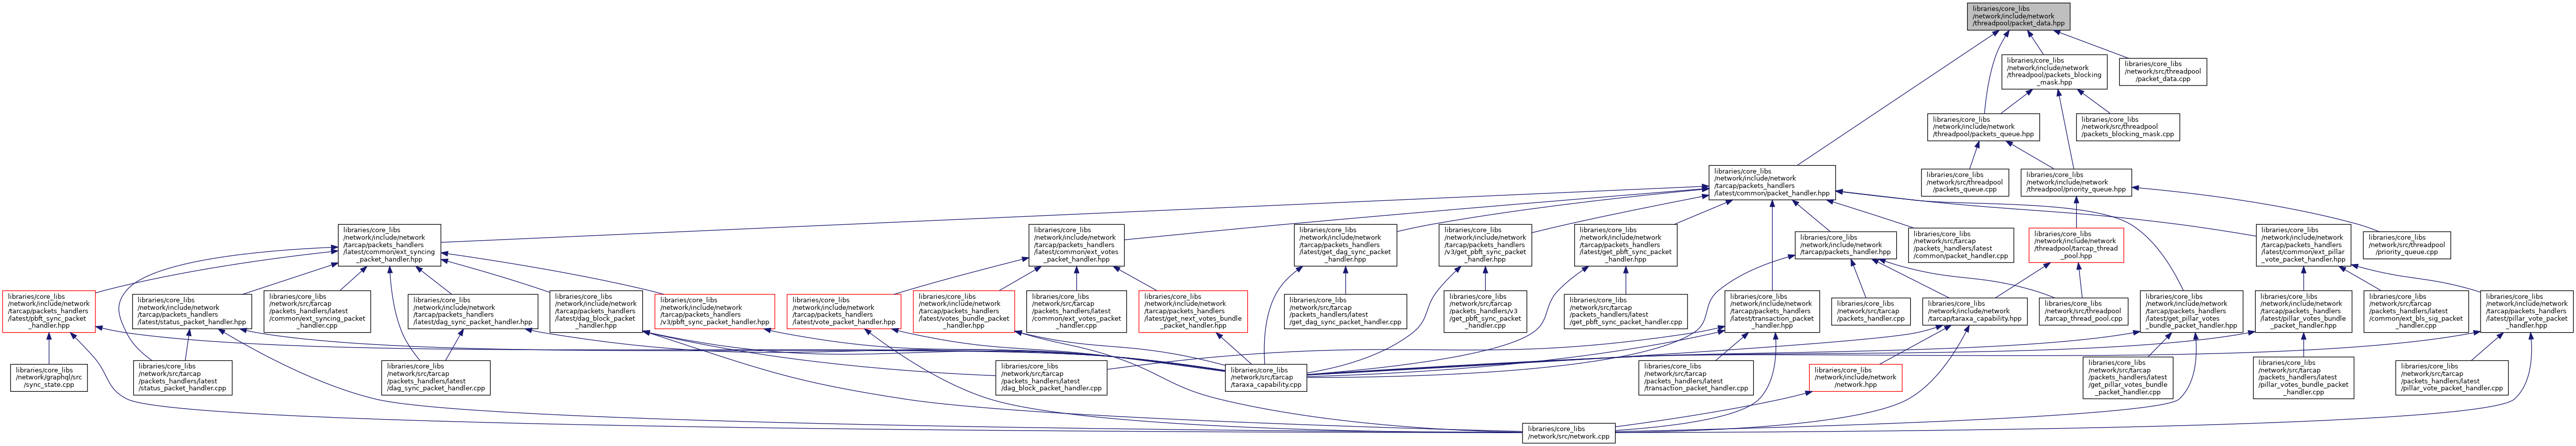 libraries/core_libs
/network/include/network
/threadpool/packet_data.hpp
libraries/core_libs
/network/include/network
/threadpool/packets_blocking
_mask.hpp
libraries/core_libs
/network/src/threadpool
/packet_data.cpp
libraries/core_libs
/network/include/network
/threadpool/packets_queue.hpp
libraries/core_libs
/network/src/threadpool
/packets_blocking_mask.cpp
libraries/core_libs
/network/include/network
/tarcap/packets_handlers
/latest/common/packet_handler.hpp
libraries/core_libs
/network/src/threadpool
/packets_queue.cpp
libraries/core_libs
/network/include/network
/threadpool/priority_queue.hpp
libraries/core_libs
/network/include/network
/tarcap/packets_handlers
/latest/common/ext_syncing
_packet_handler.hpp
libraries/core_libs
/network/include/network
/tarcap/packets_handlers
/latest/common/ext_votes
_packet_handler.hpp
libraries/core_libs
/network/include/network
/tarcap/packets_handlers
/latest/get_dag_sync_packet
_handler.hpp
libraries/core_libs
/network/include/network
/tarcap/packets_handlers
/v3/get_pbft_sync_packet
_handler.hpp
libraries/core_libs
/network/include/network
/tarcap/packets_handlers
/latest/get_pbft_sync_packet
_handler.hpp
libraries/core_libs
/network/include/network
/tarcap/packets_handler.hpp
libraries/core_libs
/network/src/tarcap
/packets_handlers/latest
/common/packet_handler.cpp
libraries/core_libs
/network/include/network
/threadpool/tarcap_thread
_pool.hpp
libraries/core_libs
/network/include/network
/tarcap/packets_handlers
/latest/common/ext_pillar
_vote_packet_handler.hpp
libraries/core_libs
/network/src/threadpool
/priority_queue.cpp
libraries/core_libs
/network/include/network
/tarcap/packets_handlers
/latest/pbft_sync_packet
_handler.hpp
libraries/core_libs
/network/include/network
/tarcap/packets_handlers
/latest/status_packet_handler.hpp
libraries/core_libs
/network/src/tarcap
/packets_handlers/latest
/common/ext_syncing_packet
_handler.cpp
libraries/core_libs
/network/include/network
/tarcap/packets_handlers
/latest/dag_sync_packet_handler.hpp
libraries/core_libs
/network/include/network
/tarcap/packets_handlers
/latest/dag_block_packet
_handler.hpp
libraries/core_libs
/network/include/network
/tarcap/packets_handlers
/v3/pbft_sync_packet_handler.hpp
libraries/core_libs
/network/include/network
/tarcap/packets_handlers
/latest/vote_packet_handler.hpp
libraries/core_libs
/network/include/network
/tarcap/packets_handlers
/latest/votes_bundle_packet
_handler.hpp
libraries/core_libs
/network/src/tarcap
/packets_handlers/latest
/common/ext_votes_packet
_handler.cpp
libraries/core_libs
/network/include/network
/tarcap/packets_handlers
/latest/get_next_votes_bundle
_packet_handler.hpp
libraries/core_libs
/network/src/tarcap
/packets_handlers/latest
/get_dag_sync_packet_handler.cpp
libraries/core_libs
/network/src/tarcap
/packets_handlers/v3
/get_pbft_sync_packet
_handler.cpp
libraries/core_libs
/network/src/tarcap
/packets_handlers/latest
/get_pbft_sync_packet_handler.cpp
libraries/core_libs
/network/include/network
/tarcap/packets_handlers
/latest/transaction_packet
_handler.hpp
libraries/core_libs
/network/src/tarcap
/packets_handler.cpp
libraries/core_libs
/network/include/network
/tarcap/taraxa_capability.hpp
libraries/core_libs
/network/src/threadpool
/tarcap_thread_pool.cpp
libraries/core_libs
/network/include/network
/tarcap/packets_handlers
/latest/get_pillar_votes
_bundle_packet_handler.hpp
libraries/core_libs
/network/include/network
/tarcap/packets_handlers
/latest/pillar_votes_bundle
_packet_handler.hpp
libraries/core_libs
/network/src/tarcap
/packets_handlers/latest
/common/ext_bls_sig_packet
_handler.cpp
libraries/core_libs
/network/include/network
/tarcap/packets_handlers
/latest/pillar_vote_packet
_handler.hpp
libraries/core_libs
/network/graphql/src
/sync_state.cpp
libraries/core_libs
/network/src/tarcap
/packets_handlers/latest
/status_packet_handler.cpp
libraries/core_libs
/network/src/tarcap
/packets_handlers/latest
/dag_sync_packet_handler.cpp
libraries/core_libs
/network/src/tarcap
/packets_handlers/latest
/dag_block_packet_handler.cpp
libraries/core_libs
/network/src/tarcap
/taraxa_capability.cpp
libraries/core_libs
/network/src/tarcap
/packets_handlers/latest
/transaction_packet_handler.cpp
libraries/core_libs
/network/include/network
/network.hpp
libraries/core_libs
/network/src/tarcap
/packets_handlers/latest
/get_pillar_votes_bundle
_packet_handler.cpp
libraries/core_libs
/network/src/tarcap
/packets_handlers/latest
/pillar_votes_bundle_packet
_handler.cpp
libraries/core_libs
/network/src/tarcap
/packets_handlers/latest
/pillar_vote_packet_handler.cpp
libraries/core_libs
/network/src/network.cpp